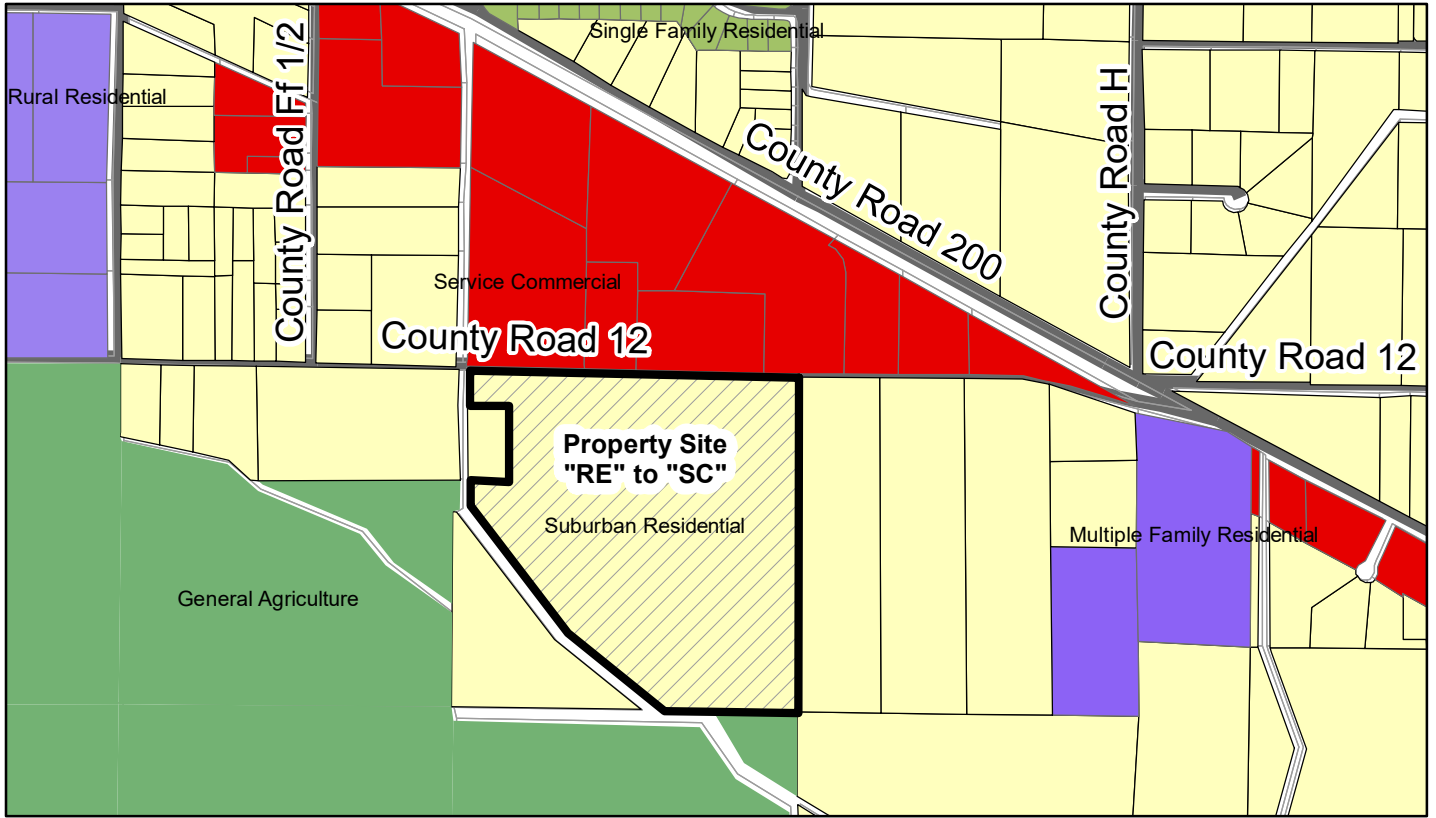 Single Family Residential
Rural Residential
County Road Ff 1/2
County Road H
County Road 200
Service Commercial
County Road 12
County Road 12
Property Site
"RE" to "SC"
Suburban Residential
Multiple Family Residential
General Agriculture